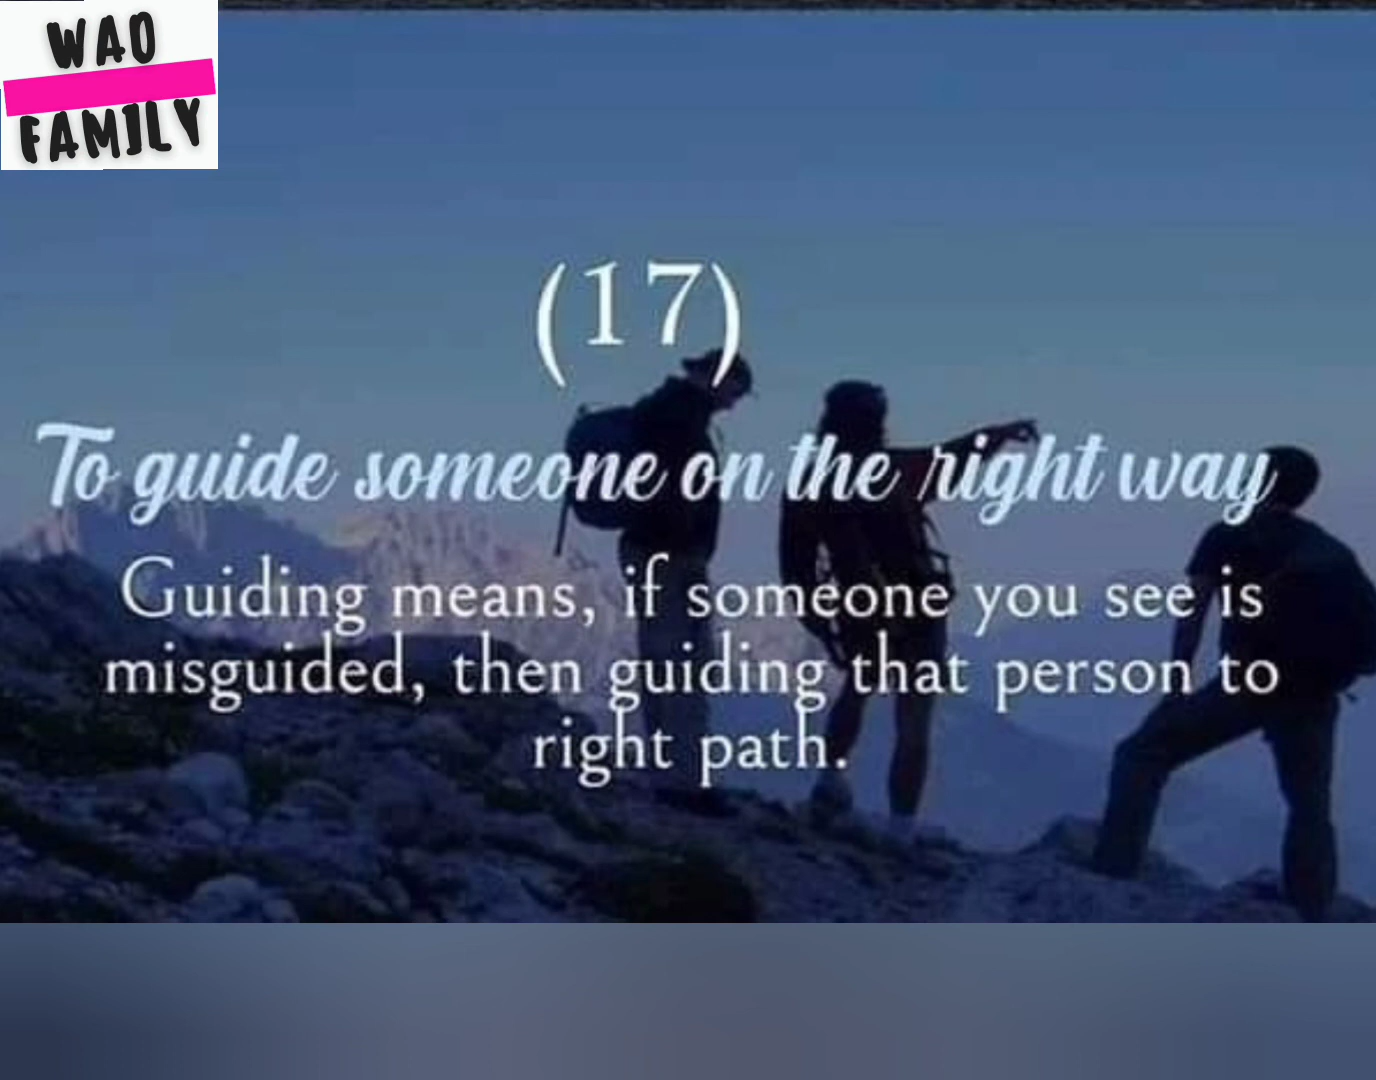 WAO
FAMILY
(17)
To guide someone on the right way
Guiding means, if someone you see is
misguided, then guiding that person to
right path.